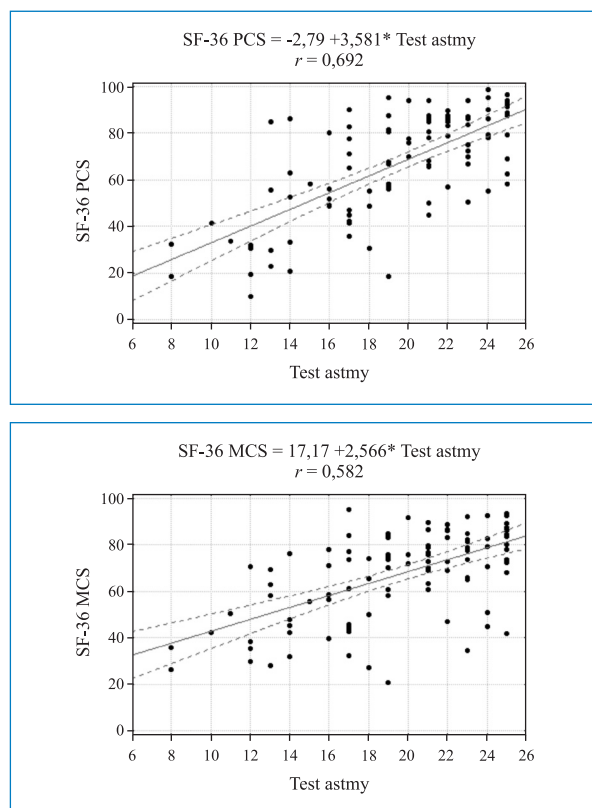 SF-36 PCS = -2,79 +3,581* Test astmy
r = 0,692
100
80
60
40
20
0
SF-36 PCS
6 8 10 12 14 16 18 20 22 24 26
Test astmy
SF-36 MCS = 17,17 +2,566* Test astmy
r = 0,582
100
80
60
40
20
0
SF-36 MCS
6 8 10 12 14 16 18 20 22 24 26
Test astmy